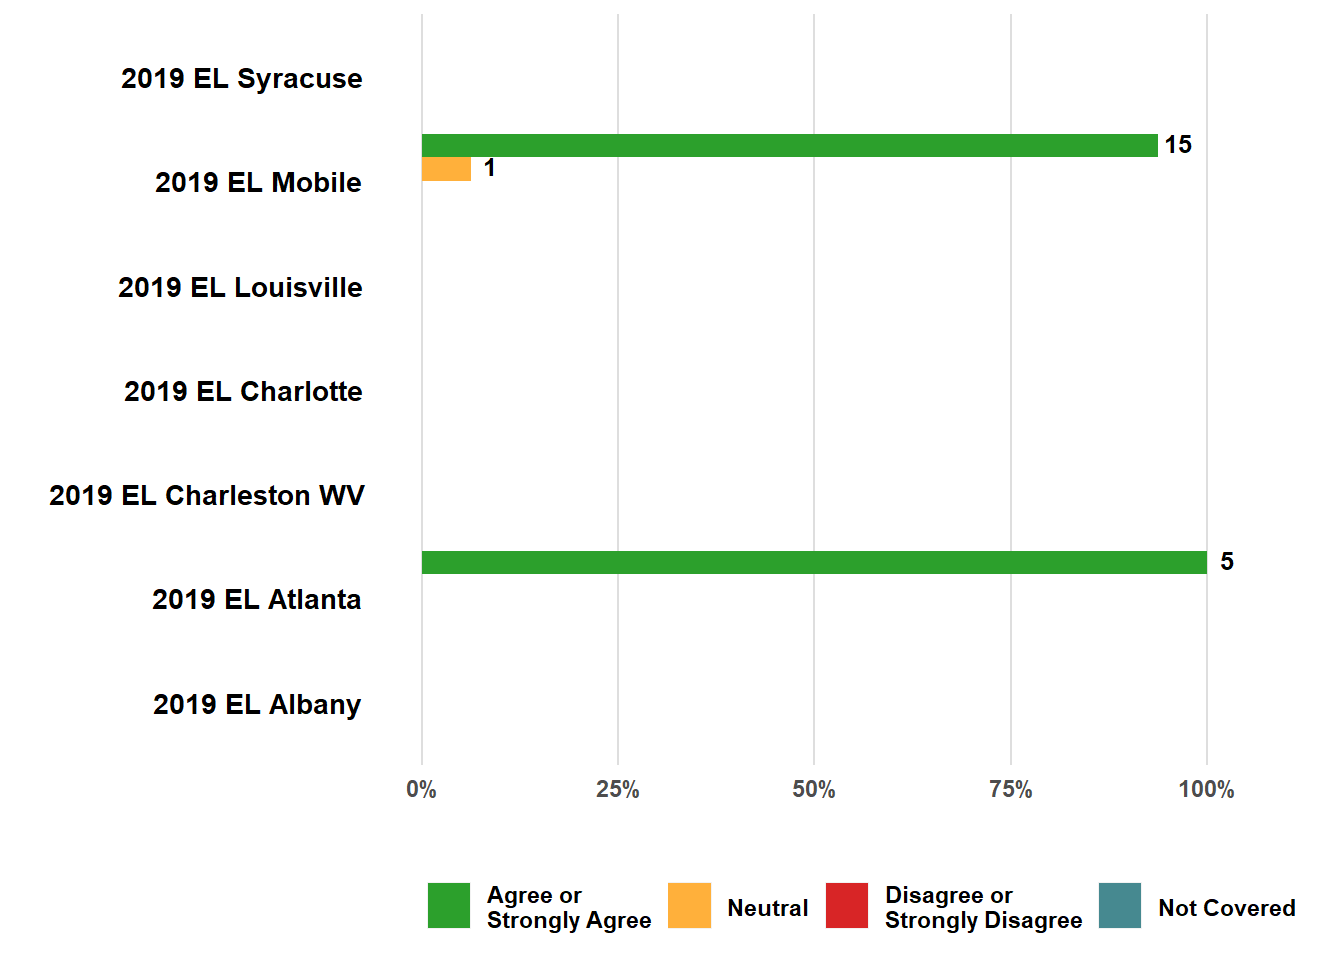 2019 EL Syracuse
15
1
2019 EL Mobile
2019 EL Louisville
2019 EL Charlotte
2019 EL Charleston WV
5
2019 EL Atlanta
2019 EL Albany
0% 25% 50% 75% 100%
Agree or
Strongly Agree
Neutral
Disagree or
Strongly Disagree
Not Covered